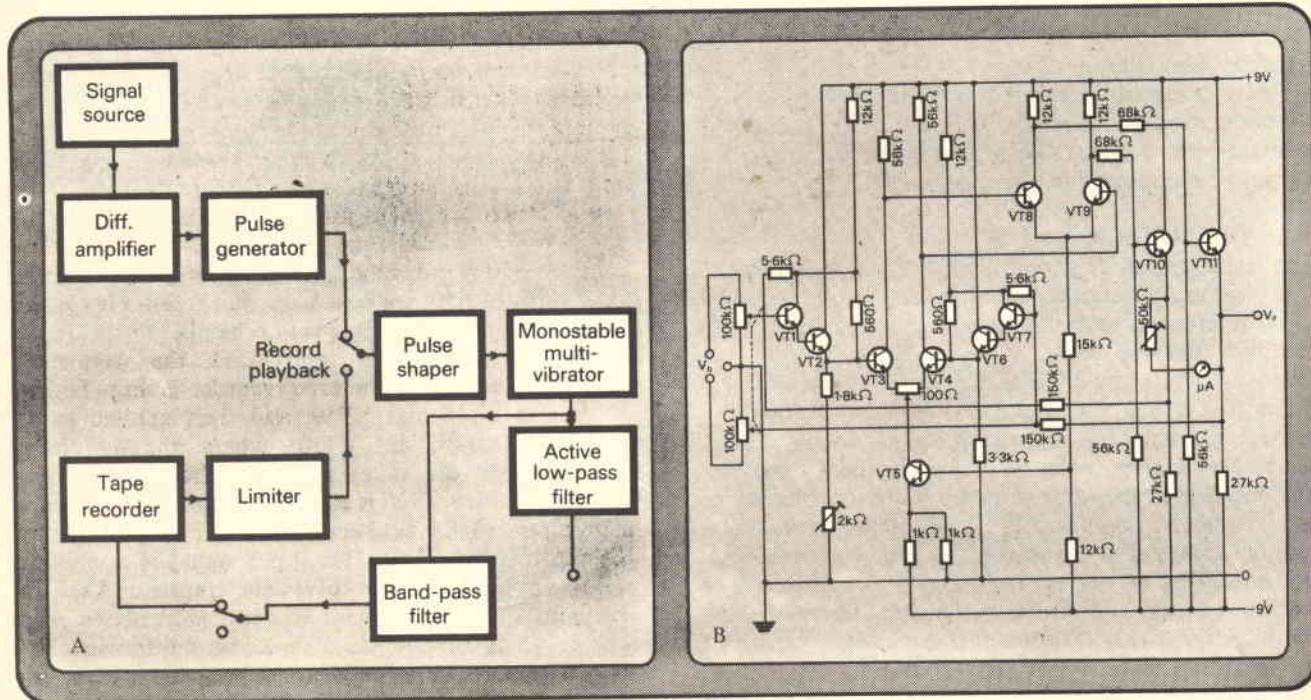 Signal
source
Diff.
amplifier
Pulse
generator
Record
playback
Pulse
shaper
Monostable
multi-
vibrator
Tape
recorder
Limiter
Active
low-pass
filter
Band-pass
filter
A
+9V
12kΩ
56kΩ
56kΩ
12kΩ
12kΩ
12kΩ
68kΩ
68kΩ
VT8
VT9
VT10
VT11
5·6kΩ
5·6kΩ
100kΩ
VT1
VT2
560Ω
560Ω
VT3
VT4
VT6
VT7
100Ω
1·8kΩ
15kΩ
50kΩ
μA
150kΩ
150kΩ
100kΩ
VT5
3·3kΩ
56kΩ
27kΩ
56kΩ
27kΩ
2kΩ
1kΩ
1kΩ
12kΩ
0
-9V
B